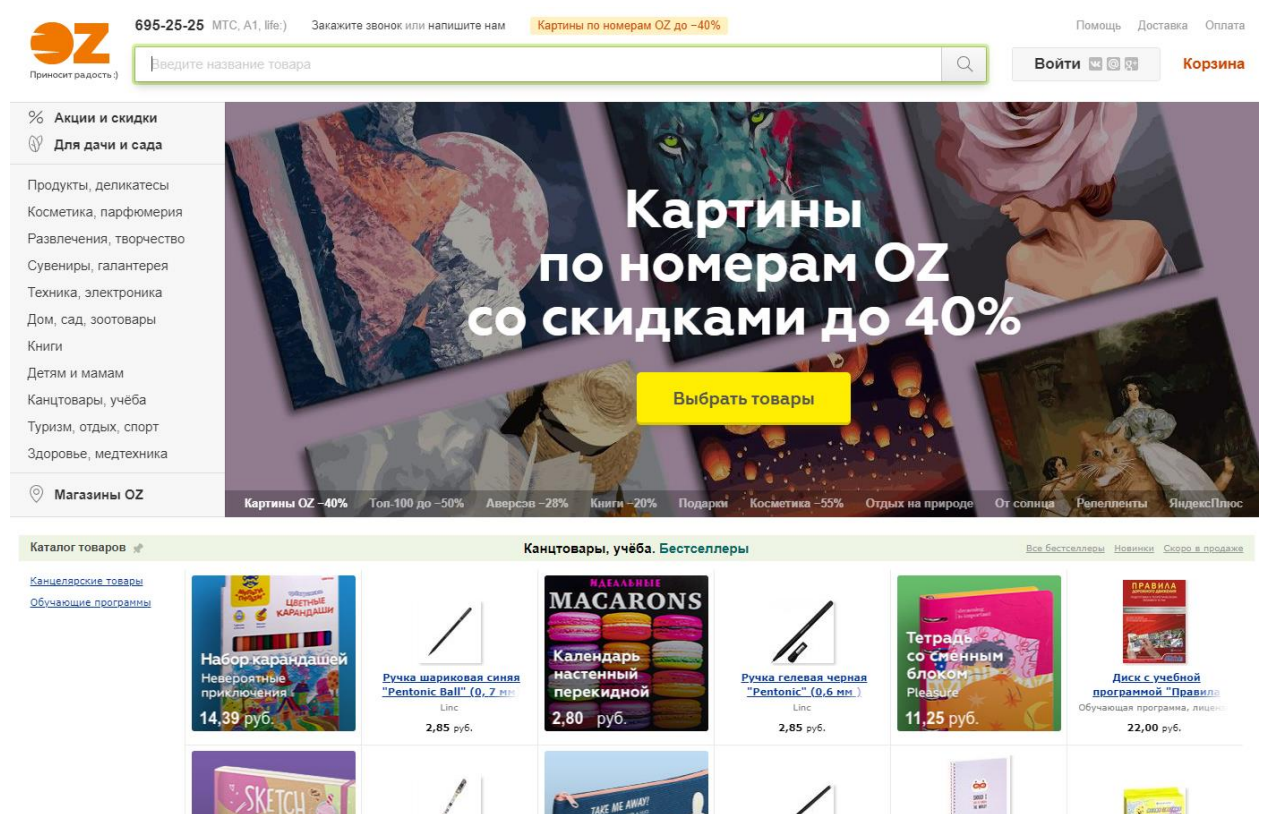 695-25-25 МТС, A1, life:) Закажите звонок или напишите нам Картины по номерам OZ до −40% Помощь Доставка Оплата
OZ
Приносит радость :)
Введите название товара
Войти
Корзина
Акции и скидки
Для дачи и сада
Продукты, деликатесы
Косметика, парфюмерия
Развлечения, творчество
Сувениры, галантерея
Техника, электроника
Дом, сад, зоотовары
Книги
Детям и мамам
Канцтовары, учёба
Туризм, отдых, спорт
Здоровье, медтехника
Магазины OZ
Картины
по номерам OZ
со скидками до 40%
Выбрать товары
Картины OZ −40% Топ-100 до −50% Аверсэв −28% Книги −20% Подарки Косметика −55% Отдых на природе От солнца Репелленты ЯндексПлюс
Каталог товаров Канцтовары, учёба. Бестселлеры Все бестселлеры Новинки Скоро в продаже
Канцелярские товары
Обучающие программы
ЦВЕТНЫЕ
КАРАНДАШИ
Набор карандашей
Невероятные
приключения
14,39 руб.
Ручка шариковая синяя
"Pentonic Ball" (0, 7 мм
Linc
2,85 руб.
ИДЕАЛЬНЫЕ
MACARONS
Календарь
настенный
перекидной
2,80 руб.
Ручка гелевая черная
"Pentonic" (0,6 мм )
Linc
2,85 руб.
Тетрадь
со сменным
блоком
Pleasure
11,25 руб.
ПРАВИЛА
Диск с учебной
программой "Правила
Обучающая программа, лицен
22,00 руб.
SKETCH
TAKE ME AWAY!